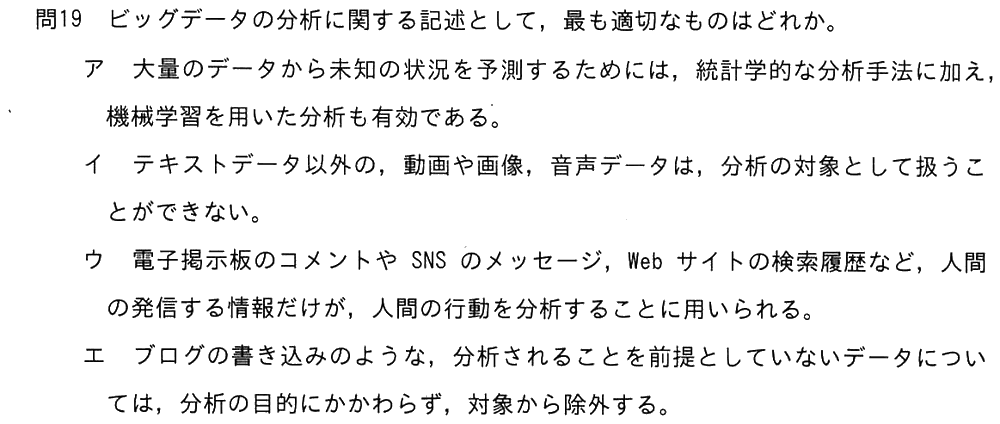 問19 ビッグデータの分析に関する記述として，最も適切なものはどれか。
ア 大量のデータから未知の状況を予測するためには，統計学的な分析手法に加え，
機械学習を用いた分析も有効である。
イ テキストデータ以外の，動画や画像，音声データは，分析の対象として扱うこ
とができない。
ウ 電子掲示板のコメントや SNS のメッセージ，Web サイトの検索履歴など，人間
の発信する情報だけが，人間の行動を分析することに用いられる。
エ ブログの書き込みのような，分析されることを前提としていないデータについ
ては，分析の目的にかかわらず，対象から除外する。